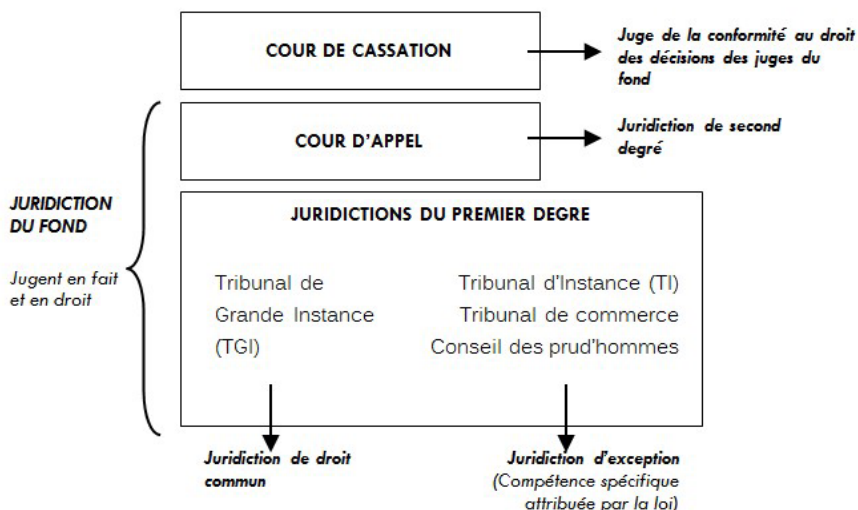 COUR DE CASSATION
Juge de la conformité au droit
des décisions des juges du
fond
COUR D'APPEL
Juridiction de second
degré
JURIDICTION
DU FOND
Jugent en fait
et en droit
JURIDICTIONS DU PREMIER DEGRE
Tribunal de
Grande Instance
(TGI)
Tribunal d'Instance (TI)
Tribunal de commerce
Conseil des prud'hommes
Juridiction de droit
commun
Juridiction d'exception
(Compétence spécifique
attribuée par la loi)